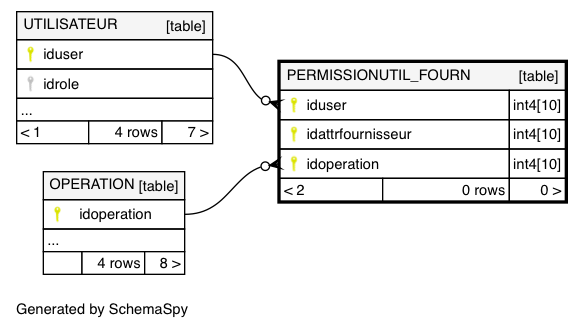 UTILISATEUR [table]
iduser
idrole
...
< 1 4 rows 7 >
PERMISSIONUTIL_FOURN [table]
iduser int4[10]
idattrfournisseur int4[10]
idoperation int4[10]
< 2 0 rows 0 >
OPERATION [table]
idoperation
...
4 rows 8 >
Generated by SchemaSpy